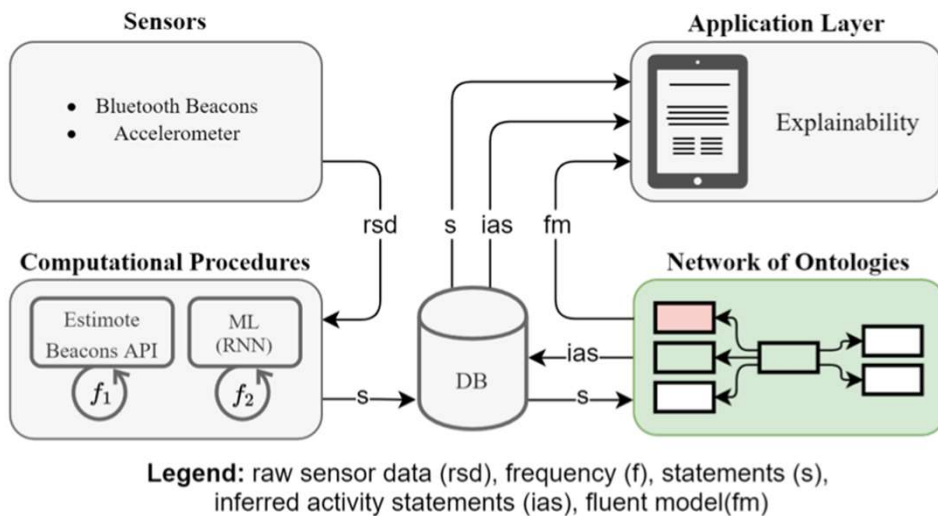 Sensors
• Bluetooth Beacons
• Accelerometer
Application Layer
Explainability
rsd
s
ias
fm
Computational Procedures
Estimote
Beacons API
f1
ML
(RNN)
f2
s
DB
ias
s
Network of Ontologies
Legend: raw sensor data (rsd), frequency (f), statements (s),
inferred activity statements (ias), fluent model(fm)